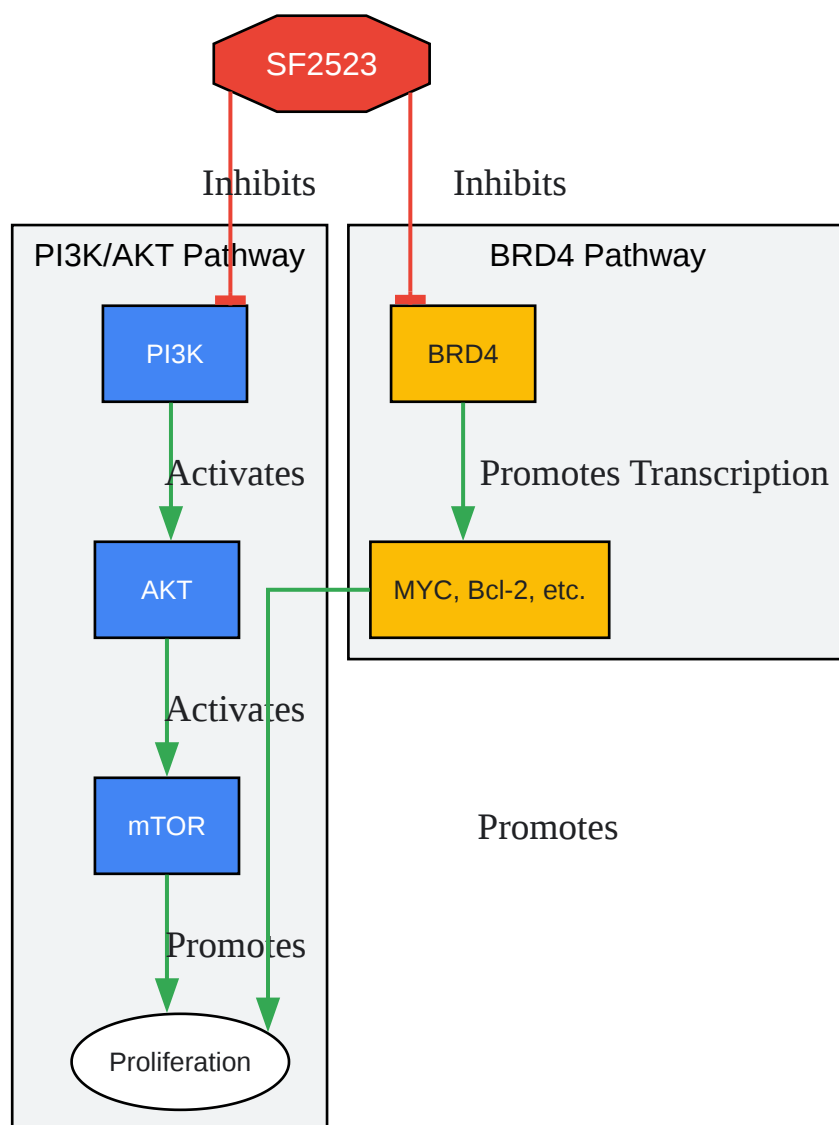 SF2523
Inhibits
Inhibits
PI3K/AKT Pathway
BRD4 Pathway
PI3K
BRD4
Activates
Promotes Transcription
AKT
MYC, Bcl-2, etc.
Activates
mTOR
Promotes
Promotes
Proliferation